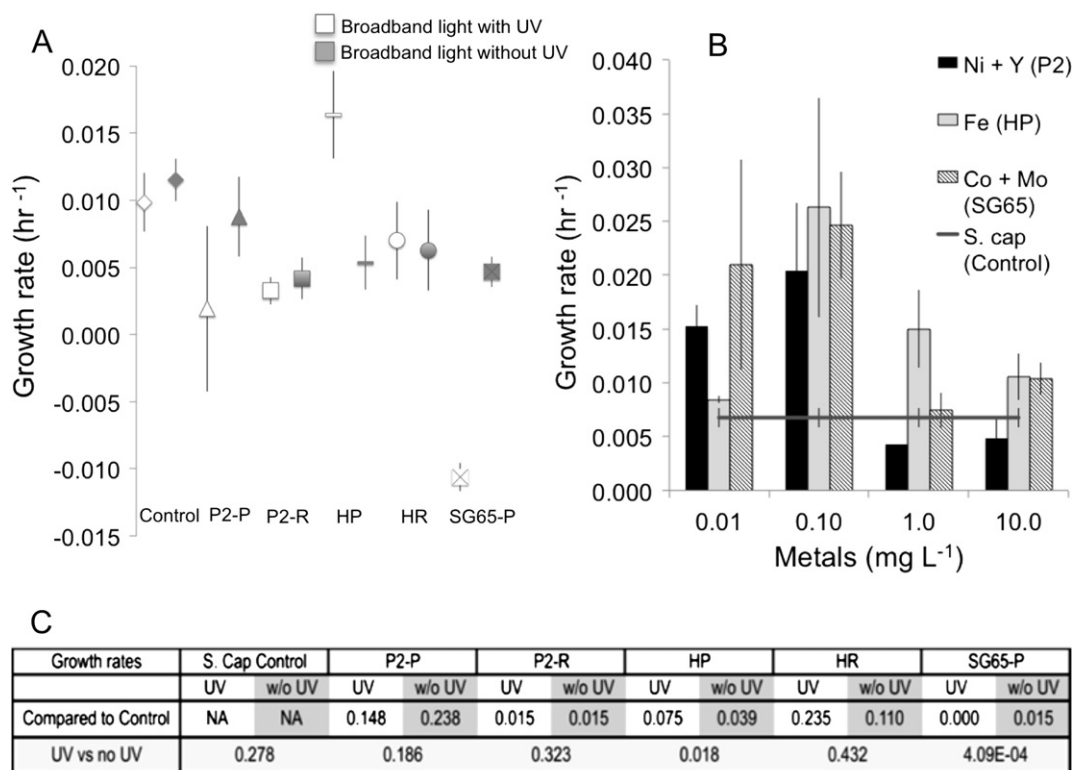 A
Broadband light with UV
Broadband light without UV
Growth rate (hr -1)
0.020
0.015
0.010
0.005
0.000
-0.005
-0.010
-0.015
Control P2-P P2-R HP HR SG65-P
B
Growth rate (hr -1)
0.040
0.035
0.030
0.025
0.020
0.015
0.010
0.005
0.000
0.01 0.10 1.0 10.0
Metals (mg L-1)
Ni + Y (P2)
Fe (HP)
Co + Mo
(SG65)
S. cap
(Control)
C
Growth rates S. Cap Control P2-P P2-R HP HR SG65-P
UV w/o UV UV w/o UV UV w/o UV UV w/o UV UV w/o UV UV w/o UV
Compared to Control NA NA 0.148 0.238 0.015 0.015 0.075 0.039 0.235 0.110 0.000 0.015
UV vs no UV 0.278 0.186 0.323 0.018 0.432 4.09E-04